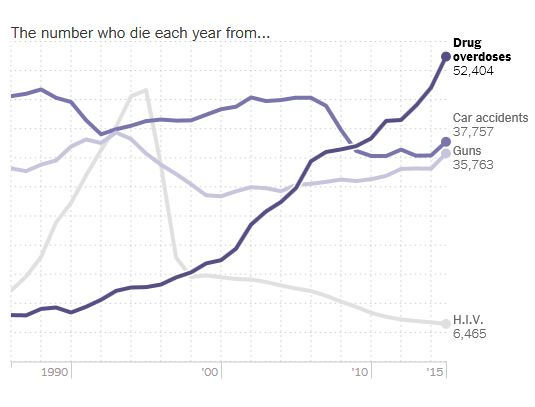 The number who die each year from...
Drug
overdoses
52,404
Car accidents
37,757
Guns
35,763
H.I.V.
6,465
1990
'00
'10
'15